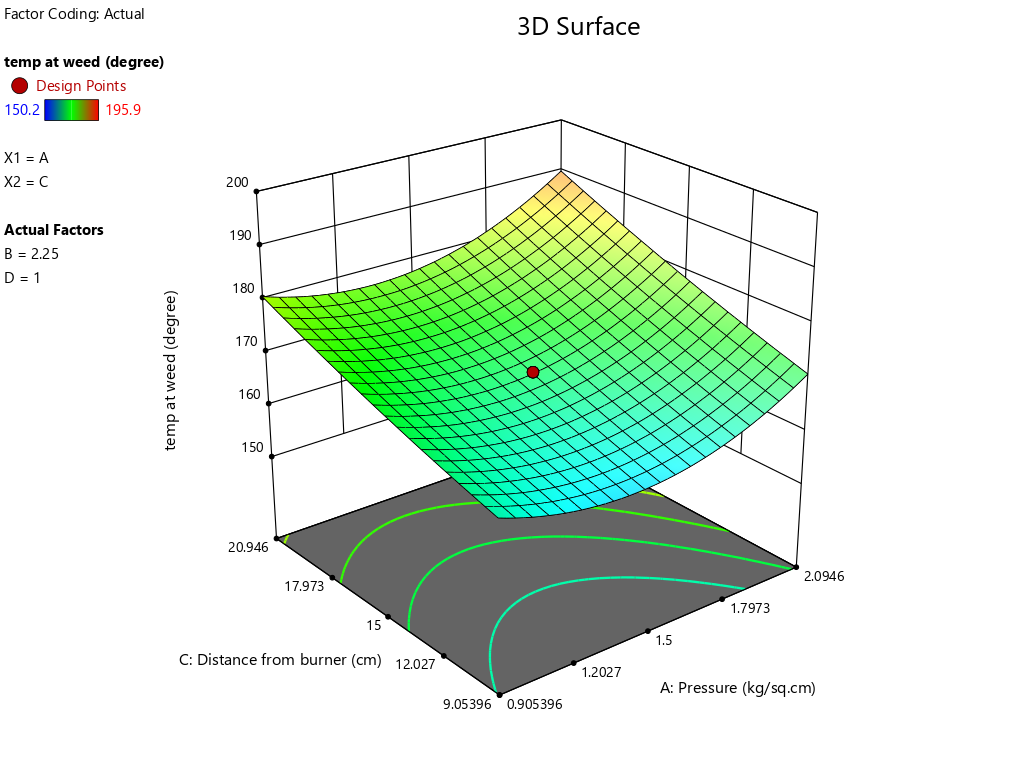 Factor Coding: Actual
3D Surface
temp at weed (degree)
Design Points
150.2 195.9
X1 = A
X2 = C
Actual Factors
B = 2.25
D = 1
temp at weed (degree)
200
190
180
170
160
150
20.946
17.973
15
12.027
9.05396
C: Distance from burner (cm)
0.905396
1.2027
1.5
1.7973
2.0946
A: Pressure (kg/sq.cm)